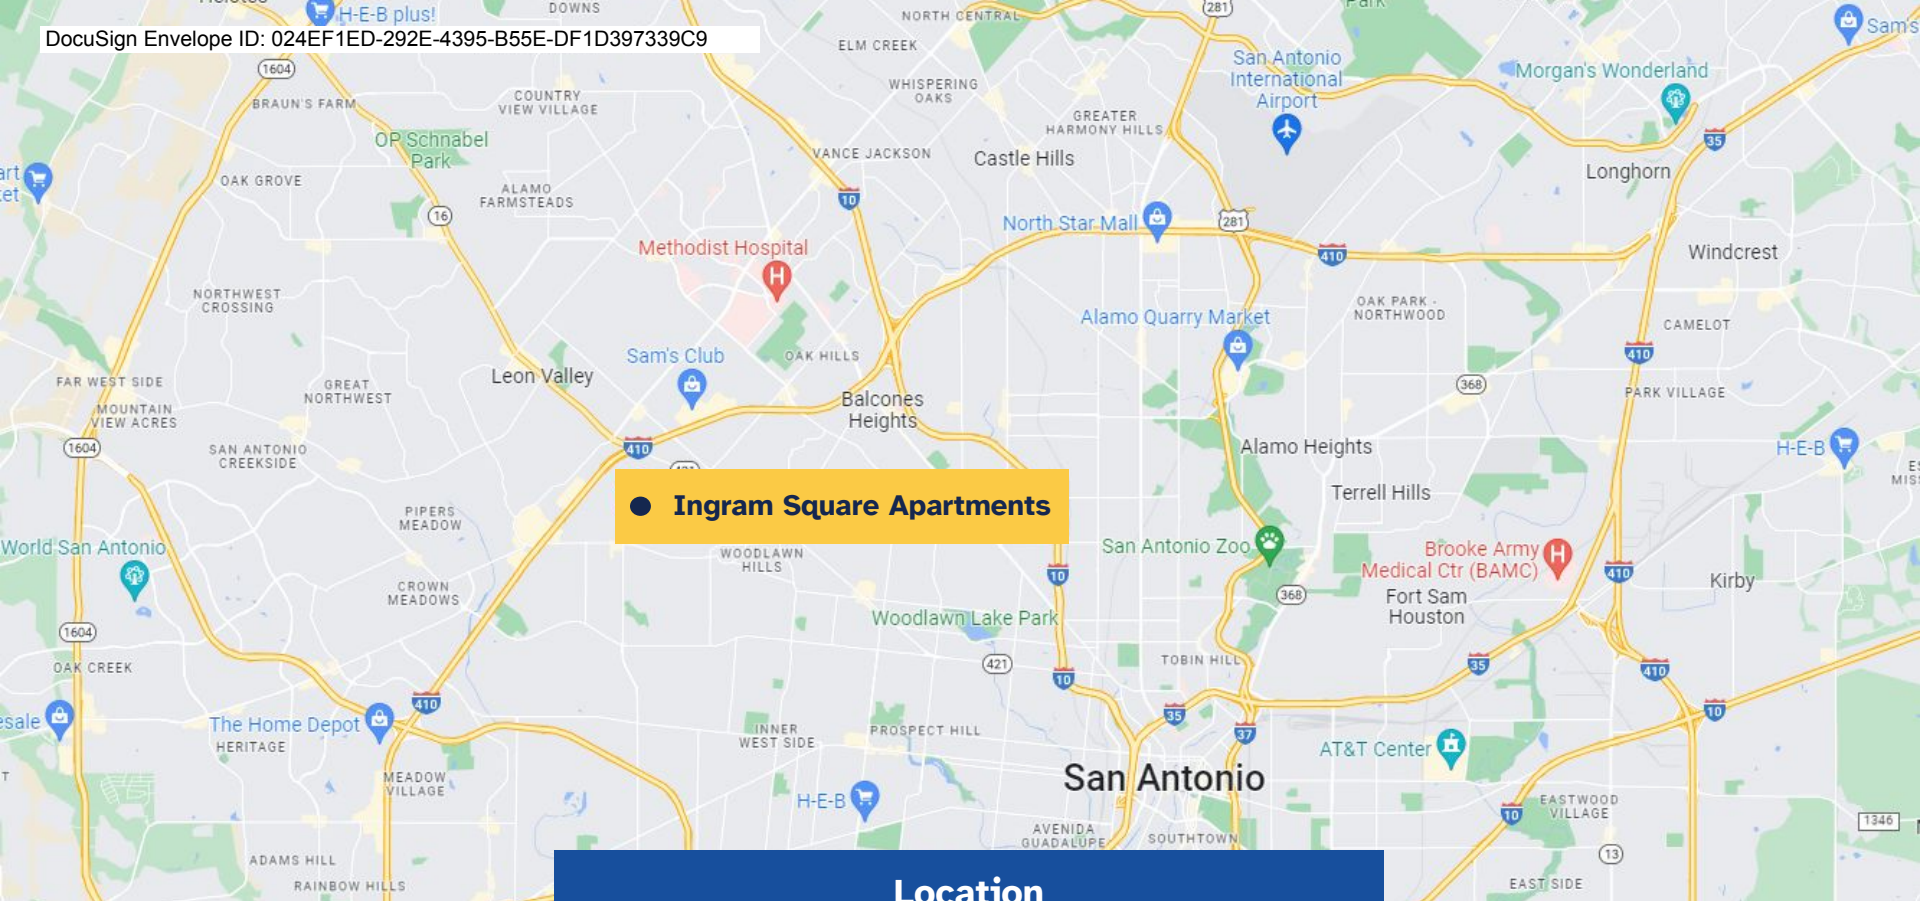 H-E-B plus!
DOWNS
NORTH CENTRAL
281
DocuSign Envelope ID: 024EF1ED-292E-4395-B55E-DF1D397339C9
ELM CREEK
Sam's
San Antonio
International
Airport
Morgan's Wonderland
1604
BRAUN'S FARM
COUNTRY
VIEW VILLAGE
WHISPERING
OAKS
GREATER
HARMONY HILLS
35
OP Schnabel
Park
VANCE JACKSON
Castle Hills
Longhorn
OAK GROVE
ALAMO
FARMSTEADS
10
16
North Star Mall
281
410
Windcrest
Methodist Hospital
NORTHWEST
CROSSING
OAK PARK -
NORTHWOOD
Alamo Quarry Market
CAMELOT
Sam's Club
OAK HILLS
410
Leon Valley
FAR WEST SIDE
GREAT
NORTHWEST
368
PARK VILLAGE
Balcones
Heights
MOUNTAIN
VIEW ACRES
1604
SAN ANTONIO
CREEKSIDE
410
Alamo Heights
H-E-B
Terrell Hills
● Ingram Square Apartments
PIPERS
MEADOW
World San Antonio
WOODLAWN
HILLS
San Antonio Zoo
Brooke Army
Medical Ctr (BAMC)
10
410
Kirby
CROWN
MEADOWS
368
Fort Sam
Houston
Woodlawn Lake Park
1604
OAK CREEK
421
TOBIN HILL
35
410
10
410
35
10
The Home Depot
HERITAGE
INNER
WEST SIDE
PROSPECT HILL
37
AT&T Center
MEADOW
VILLAGE
San Antonio
H-E-B
EASTWOOD
VILLAGE
10
1346
AVENIDA
GUADALUPE
SOUTHTOWN
13
ADAMS HILL
RAINBOW HILLS
EAST SIDE
Location